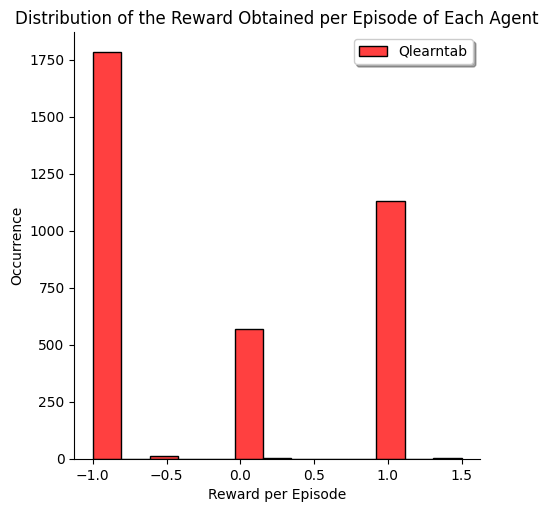 Distribution of the Reward Obtained per Episode of Each Agent
Qlearntab
1750
1500
1250
1000
750
500
250
0
Occurrence
−1.0 −0.5 0.0 0.5 1.0 1.5
Reward per Episode